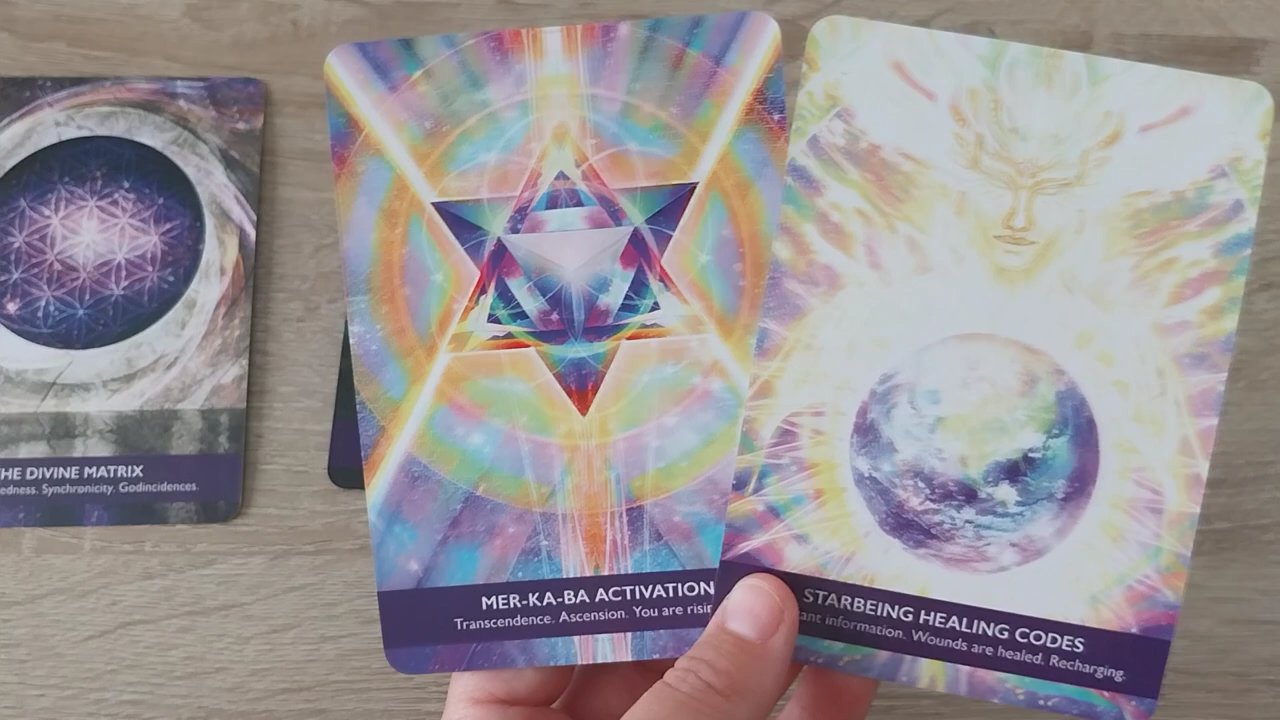 HE DIVINE MATRIX
edness. Synchronicity. Godincidences.
MER-KA-BA ACTIVATION
Transcendence. Ascension. You are risin
STARBEING HEALING CODES
ant information. Wounds are healed. Recharging.